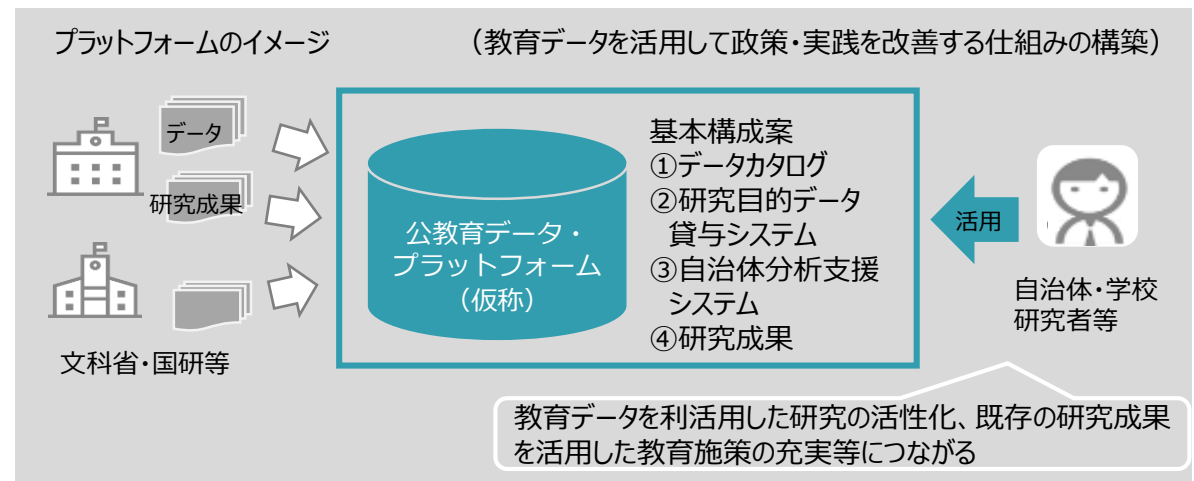 プラットフォームのイメージ
（教育データを活用して政策・実践を改善する仕組みの構築）
データ
研究成果
文科省・国研等
公教育データ・
プラットフォーム
（仮称）
基本構成案
①データカタログ
②研究目的データ
貸与システム
③自治体分析支援
システム
④研究成果
活用
自治体・学校
研究者等
教育データを利活用した研究の活性化、既存の研究成果
を活用した教育施策の充実等につながる